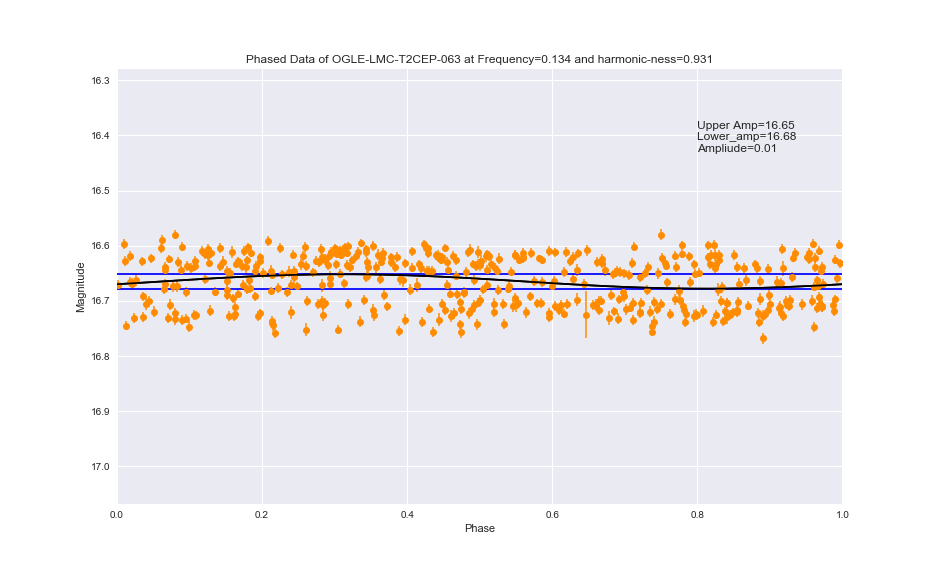 Phased Data of OGLE-LMC-T2CEP-063 at Frequency=0.134 and harmonic-ness=0.931
16.3
Upper Amp=16.65
16.4
Lower_amp=16.68
Ampliude=0.01
16.5
16.6
Magnitude
16.7
16.8
16.9
17.0
0.0
0.2
0.4
0.6
0.8
1.0
Phase